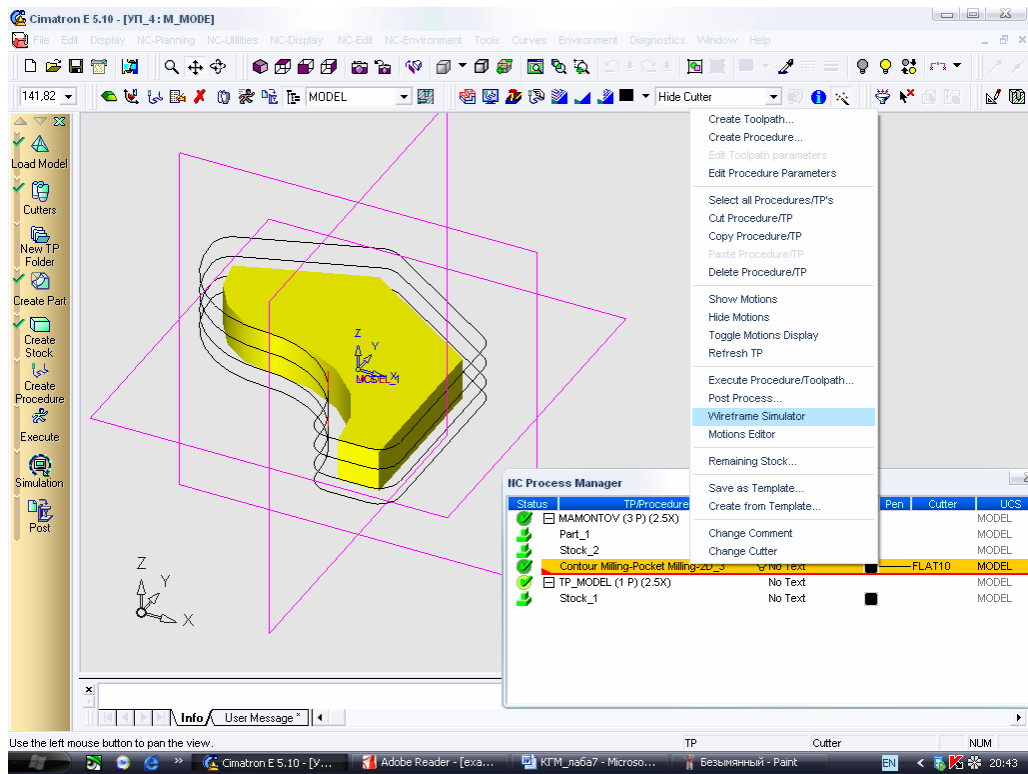 Cimatron E 5.10 - [УП_4 : M_MODE]
File Edit Display NC-Planning NC-Utilities NC-Display NC-Edit NC-Environment Tools Curves Environment Diagnostics Window Help
141,82 MODEL Hide Cutter
Load Model
Cutters
New TP
Folder
Create Part
Create
Stock
Create
Procedure
Execute
Simulation
Post
Z
Y
X
MODEL_1
Z
Y
X
Create Toolpath...
Create Procedure...
Edit Toolpath parameters
Edit Procedure Parameters
Select all Procedures/TP's
Cut Procedure/TP
Copy Procedure/TP
Paste Procedure/TP
Delete Procedure/TP
Show Motions
Hide Motions
Toggle Motions Display
Refresh TP
Execute Procedure/Toolpath...
Post Process...
Wireframe Simulator
Motions Editor
Remaining Stock...
Save as Template...
Create from Template...
Change Comment
Change Cutter
NC Process Manager
Status TP/Procedure Pen Cutter UCS
MAMONTOV (3 P) (2.5X) MODEL
Part_1 MODEL
Stock_2 MODEL
Contour Milling-Pocket Milling-2D_3 No Text FLAT10 MODEL
TP_MODEL (1 P) (2.5X) No Text MODEL
Stock_1 No Text MODEL
Info User Message *
Use the left mouse button to pan the view. TP Cutter NUM
Cimatron E 5.10 - [У... Adobe Reader - [exa... КГМ_лаба7 - Microso... Безымянный - Paint EN 20:43